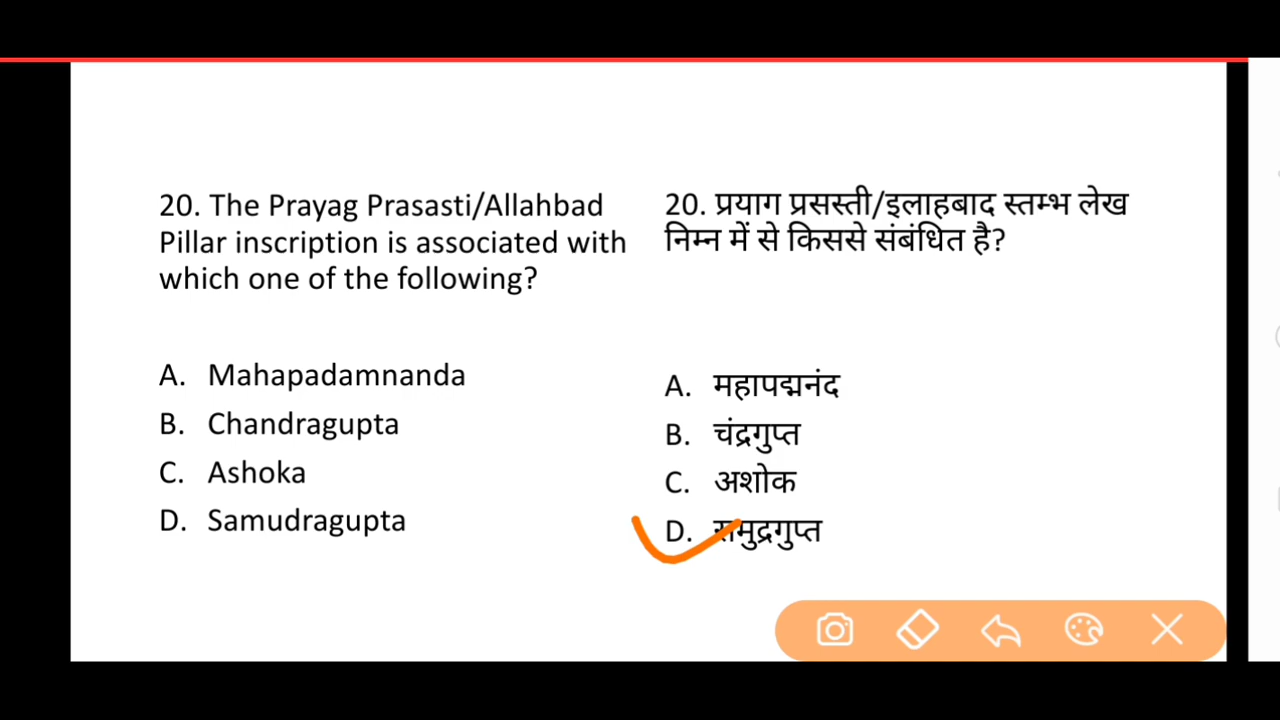 20. The Prayag Prasasti/Allahbad
Pillar inscription is associated with
which one of the following?
A. Mahapadamnanda
B. Chandragupta
C. Ashoka
D. Samudragupta
20. प्रयाग प्रसस्ती/इलाहबाद स्तम्भ लेख
निम्न में से किससे संबंधित है?
A. महापद्मनंद
B. चंद्रगुप्त
C. अशोक
D. समुद्रगुप्त